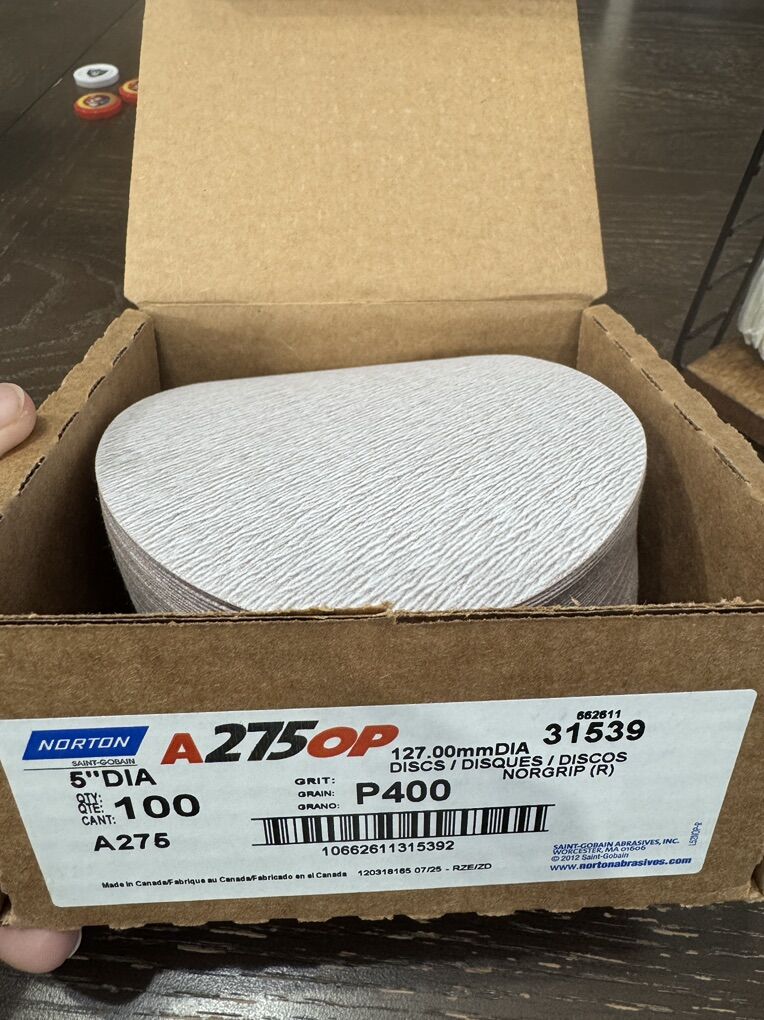 NORTON
SAINT-GOBAIN
A275OP
127.00mmDIA
662611
31539
DISCS / DISQUES / DISCOS
NORGRIP (R)
5"DIA
QTY:
QTE:
CANT:
100
A275
GRIT:
GRAIN:
GRANO:
P400
10662611315392
Made in Canada/Fabrique au Canada/Fabricado en el Canada 120318165 07/25 - RZE/ZD
SAINT-GOBAIN ABRASIVES, INC.
WORCESTER, MA 01606
© 2012 Saint-Gobain
www.nortonabrasives.com